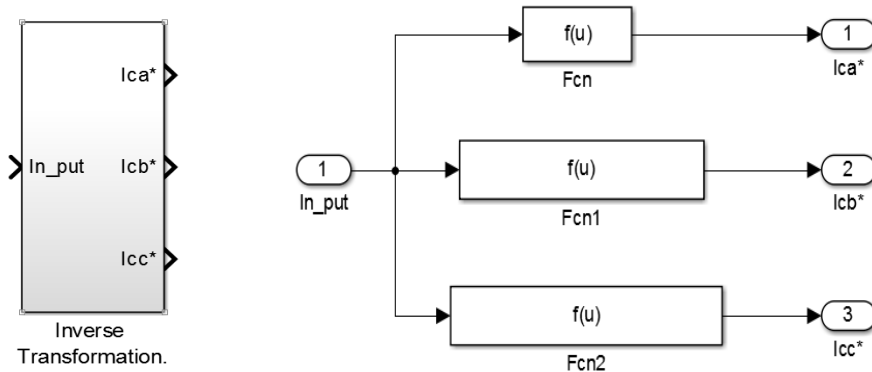 Ica*
In_put
Icb*
Icc*
Inverse
Transformation.
f(u)
Fcn
1
Ica*
1
In_put
f(u)
Fcn1
2
Icb*
f(u)
Fcn2
3
Icc*